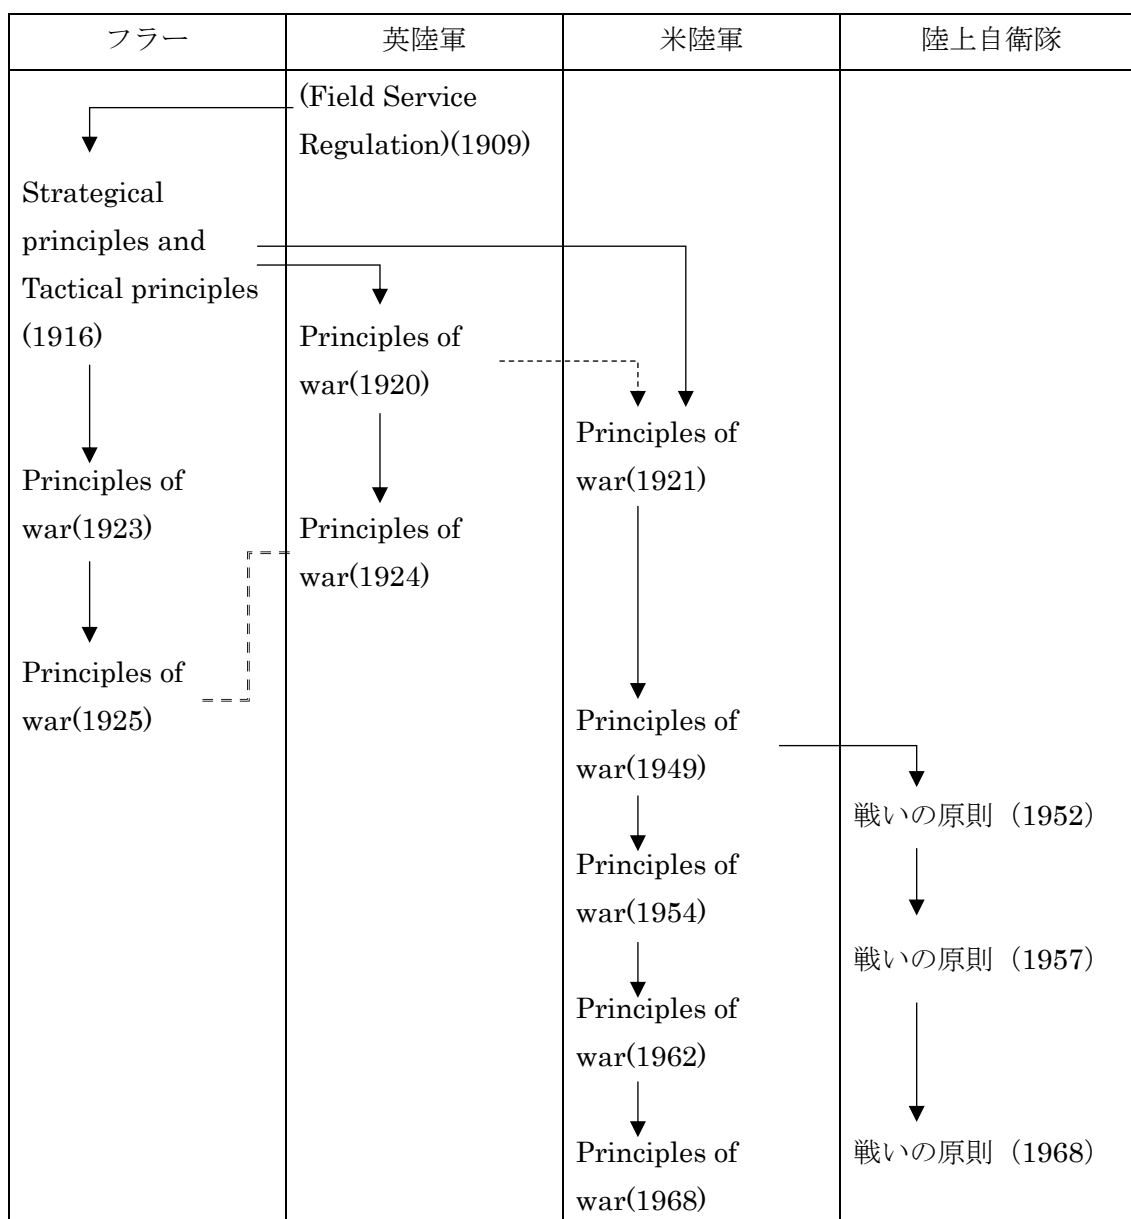 フラー
英陸軍
米陸軍
陸上自衛隊
(Field Service
Regulation)(1909)
Strategical
principles and
Tactical principles
(1916)
Principles of
war(1920)
Principles of
war(1921)
Principles of
war(1923)
Principles of
war(1924)
Principles of
war(1925)
Principles of
war(1949)
戦いの原則（1952）
Principles of
war(1954)
戦いの原則（1957）
Principles of
war(1962)
戦いの原則（1968）
Principles of
war(1968)